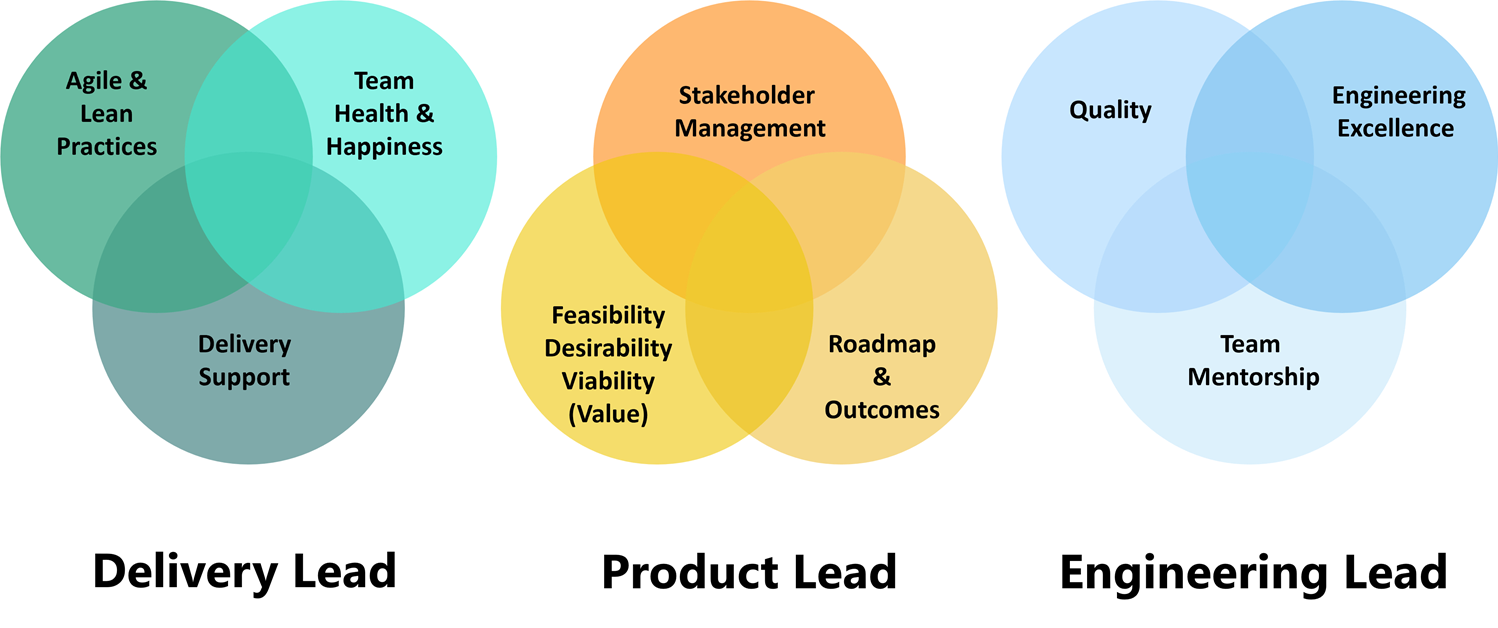 Agile &
Lean
Practices
Team
Health &
Happiness
Delivery
Support
Delivery Lead
Stakeholder
Management
Feasibility
Desirability
Viability
(Value)
Roadmap
&
Outcomes
Product Lead
Quality
Engineering
Excellence
Team
Mentorship
Engineering Lead